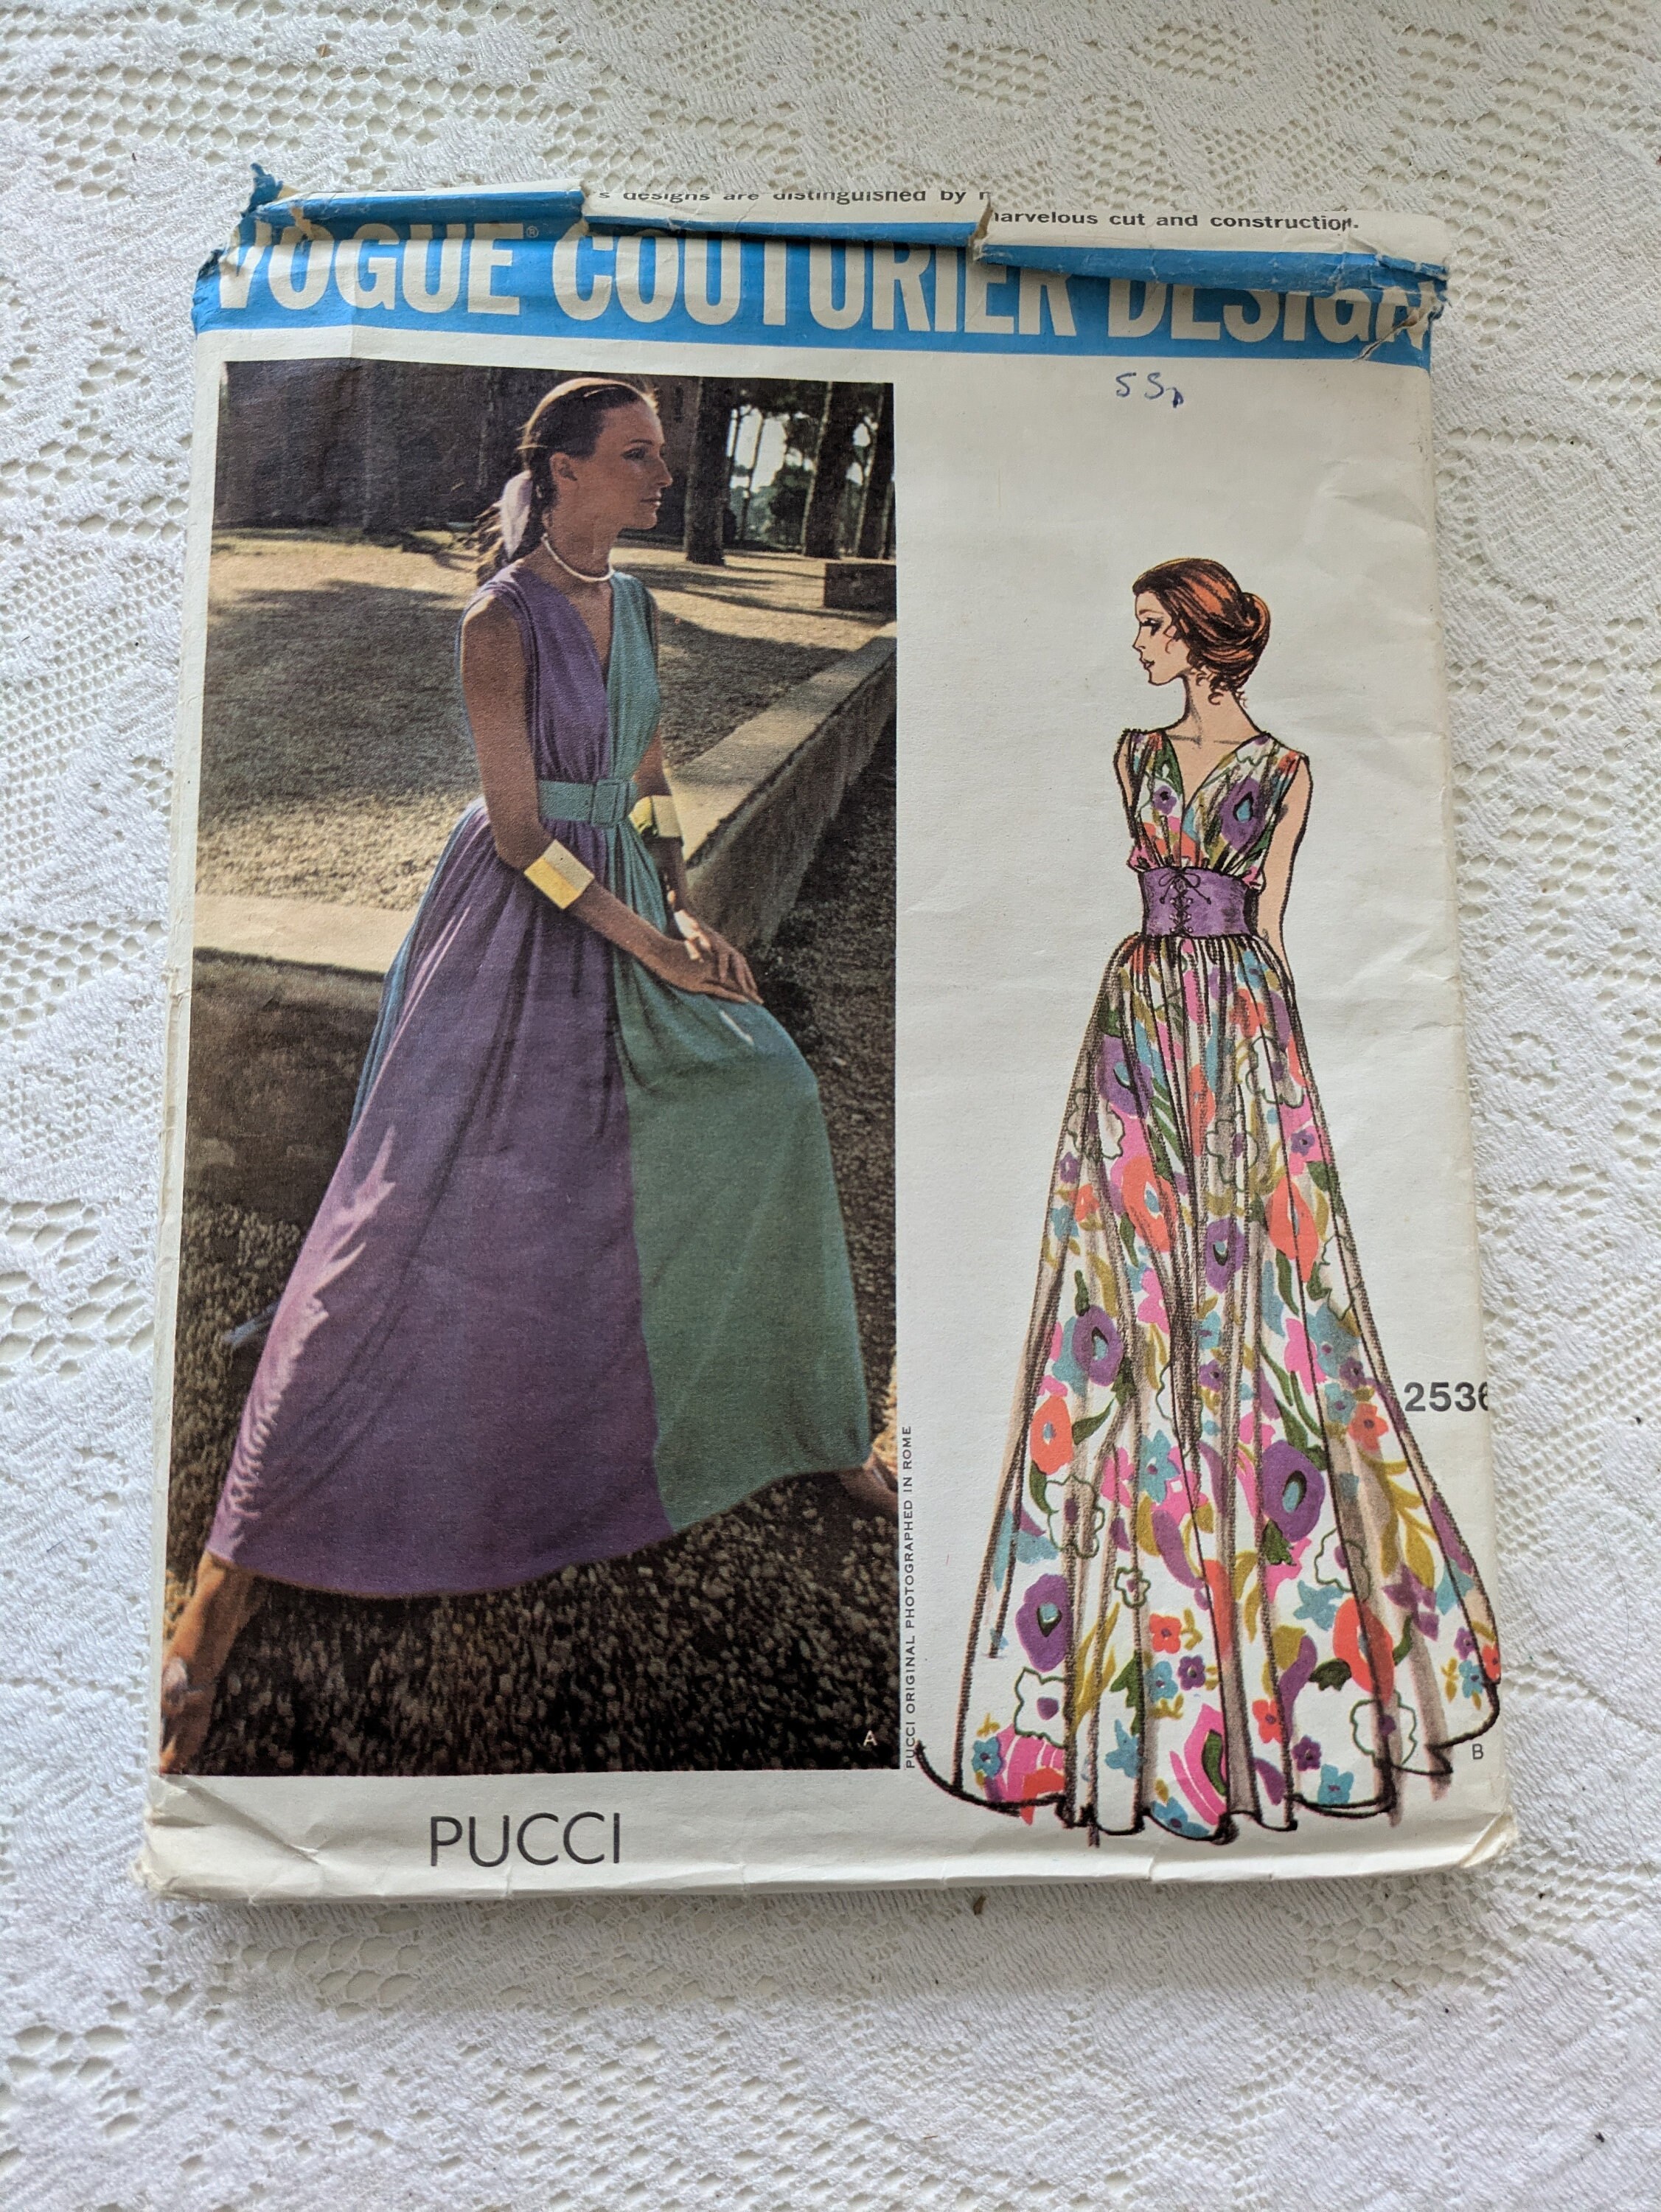 s designs are distinguished by
marvelous cut and construction.
VOGUE® COUTURIER DESIGN
55p
2536
PUCCI ORIGINAL PHOTOGRAPHED IN ROME
A
B
PUCCI